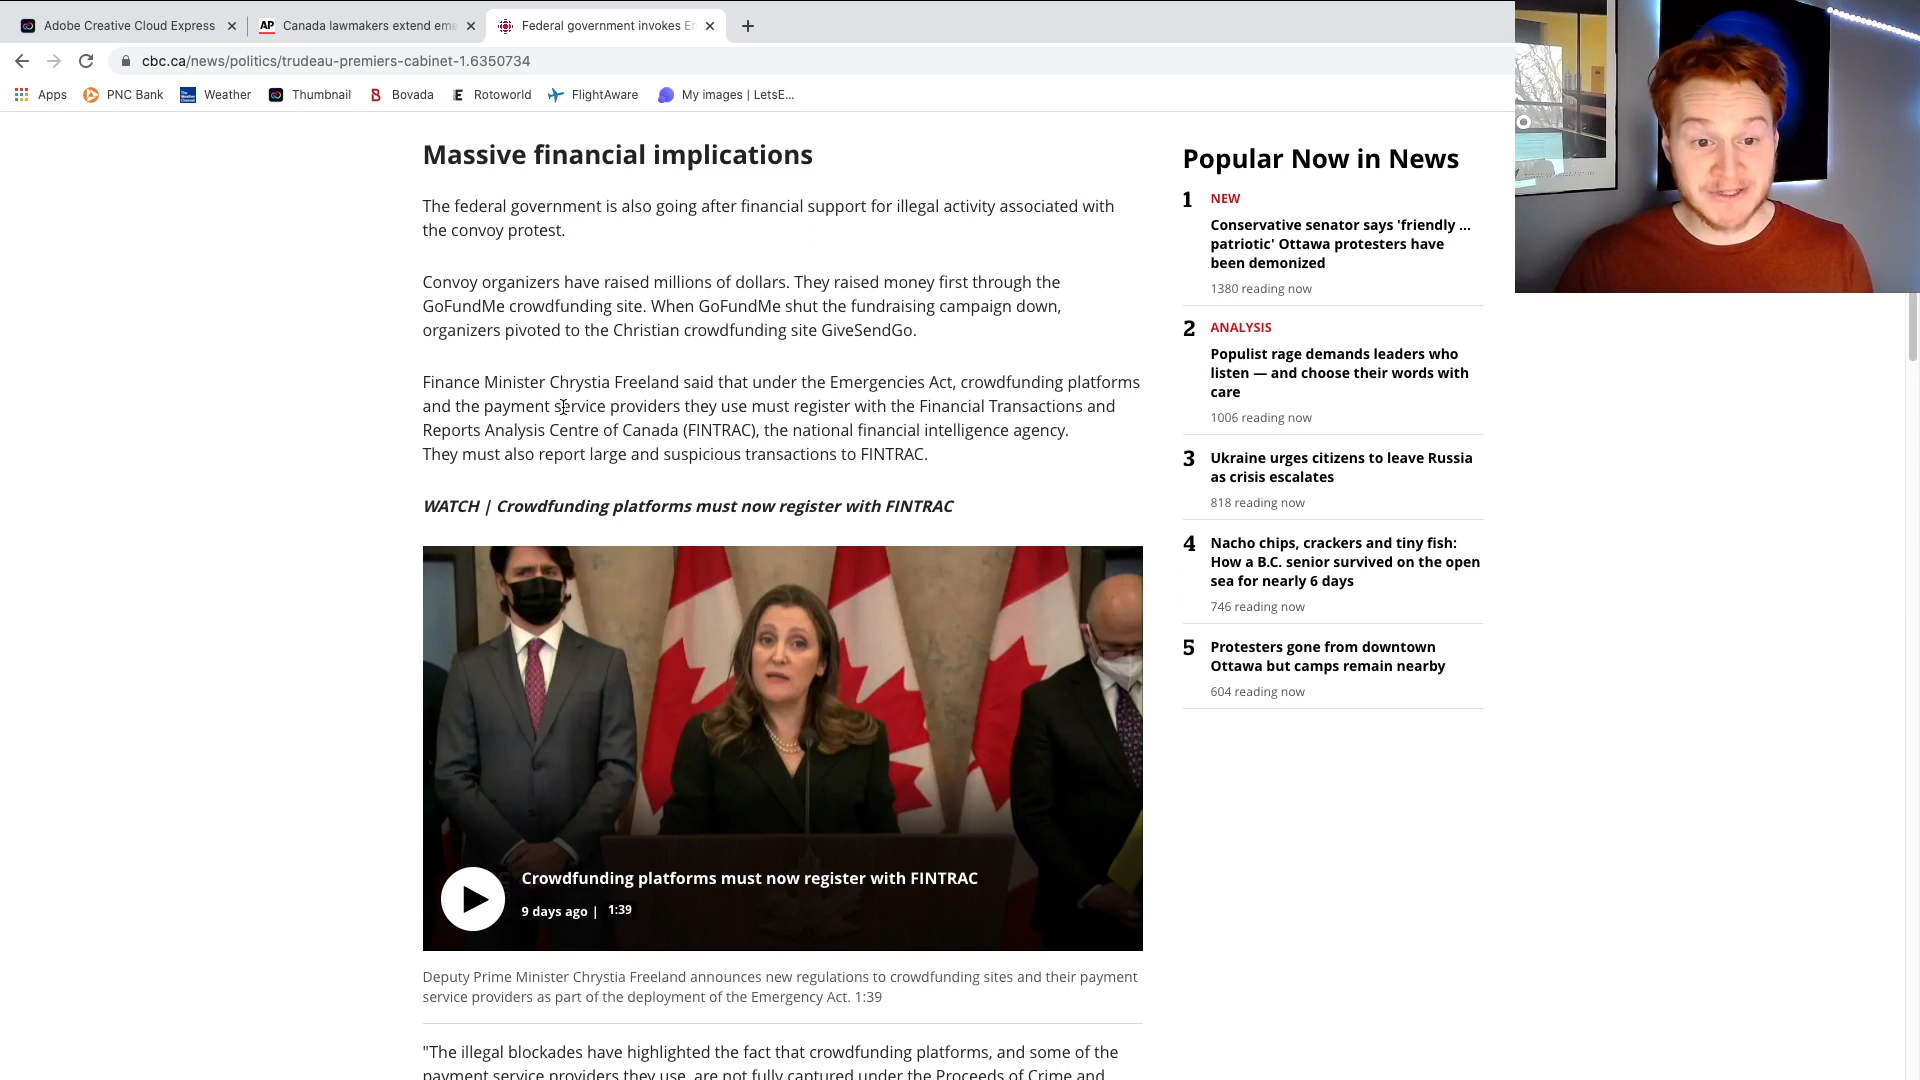 Adobe Creative Cloud Express
Canada lawmakers extend eme
Federal government invokes E
cbc.ca/news/politics/trudeau-premiers-cabinet-1.6350734
Apps PNC Bank Weather Thumbnail Bovada Rotoworld FlightAware My images | LetsE...
Massive financial implications
The federal government is also going after financial support for illegal activity associated with
the convoy protest.
Convoy organizers have raised millions of dollars. They raised money first through the
GoFundMe crowdfunding site. When GoFundMe shut the fundraising campaign down,
organizers pivoted to the Christian crowdfunding site GiveSendGo.
Finance Minister Chrystia Freeland said that under the Emergencies Act, crowdfunding platforms
and the payment service providers they use must register with the Financial Transactions and
Reports Analysis Centre of Canada (FINTRAC), the national financial intelligence agency.
They must also report large and suspicious transactions to FINTRAC.
WATCH | Crowdfunding platforms must now register with FINTRAC
Crowdfunding platforms must now register with FINTRAC
9 days ago | 1:39
Deputy Prime Minister Chrystia Freeland announces new regulations to crowdfunding sites and their payment
service providers as part of the deployment of the Emergency Act. 1:39
"The illegal blockades have highlighted the fact that crowdfunding platforms, and some of the
payment service providers they use, are not fully captured under the Proceeds of Crime and
Popular Now in News
1 NEW
Conservative senator says 'friendly ...
patriotic' Ottawa protesters have
been demonized
1380 reading now
2 ANALYSIS
Populist rage demands leaders who
listen — and choose their words with
care
1006 reading now
3 Ukraine urges citizens to leave Russia
as crisis escalates
818 reading now
4 Nacho chips, crackers and tiny fish:
How a B.C. senior survived on the open
sea for nearly 6 days
746 reading now
5 Protesters gone from downtown
Ottawa but camps remain nearby
604 reading now